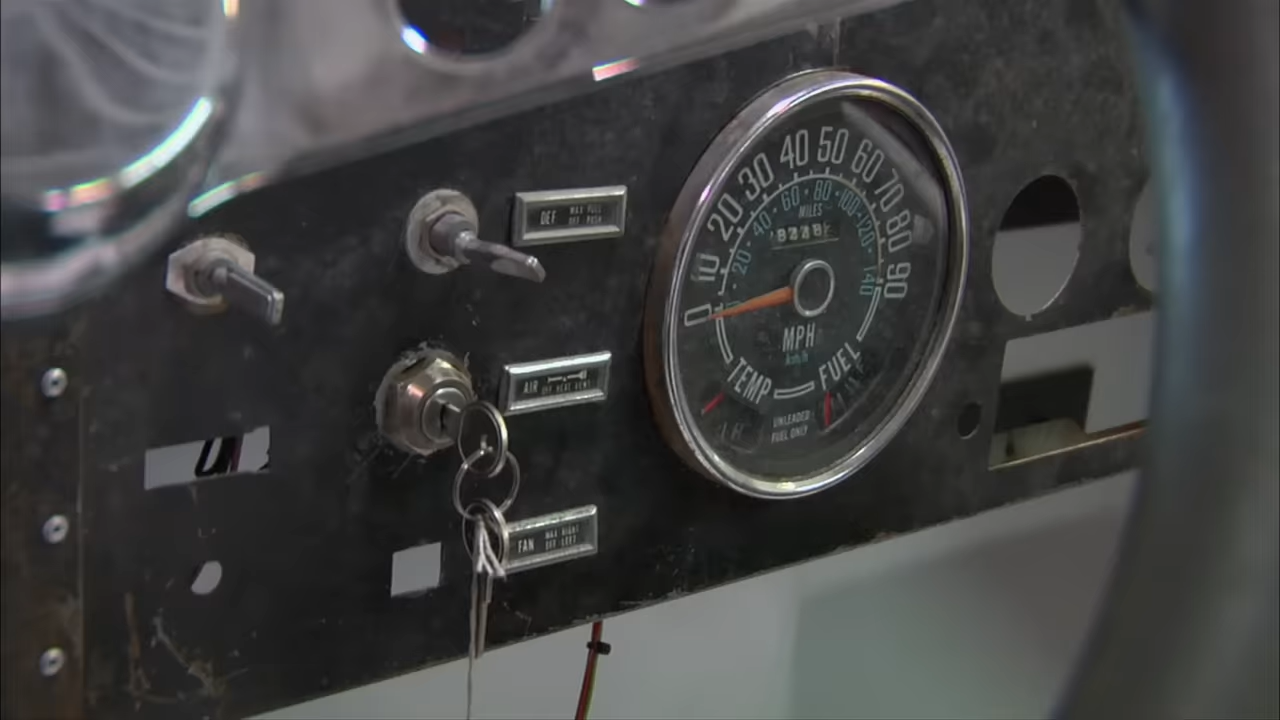 DEF
MAX PULL
OFF PUSH
AIR
OFF HEAT VENT
FAN
MAX RIGHT
OFF LEFT
0 10 20 30 40 50 60 70 80 90
20 40 60 80 100 120 140
MILES
MPH
km/h
TEMP
FUEL
UNLEADED
FUEL ONLY